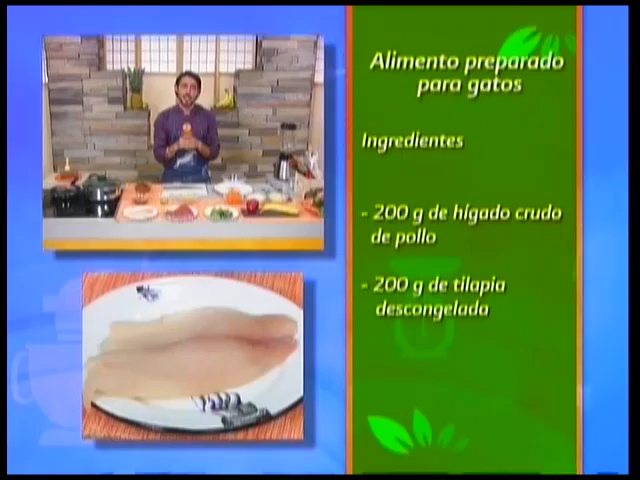 Alimento preparado
para gatos
Ingredientes
- 200 g de hígado crudo
de pollo
- 200 g de tilapia
descongelada